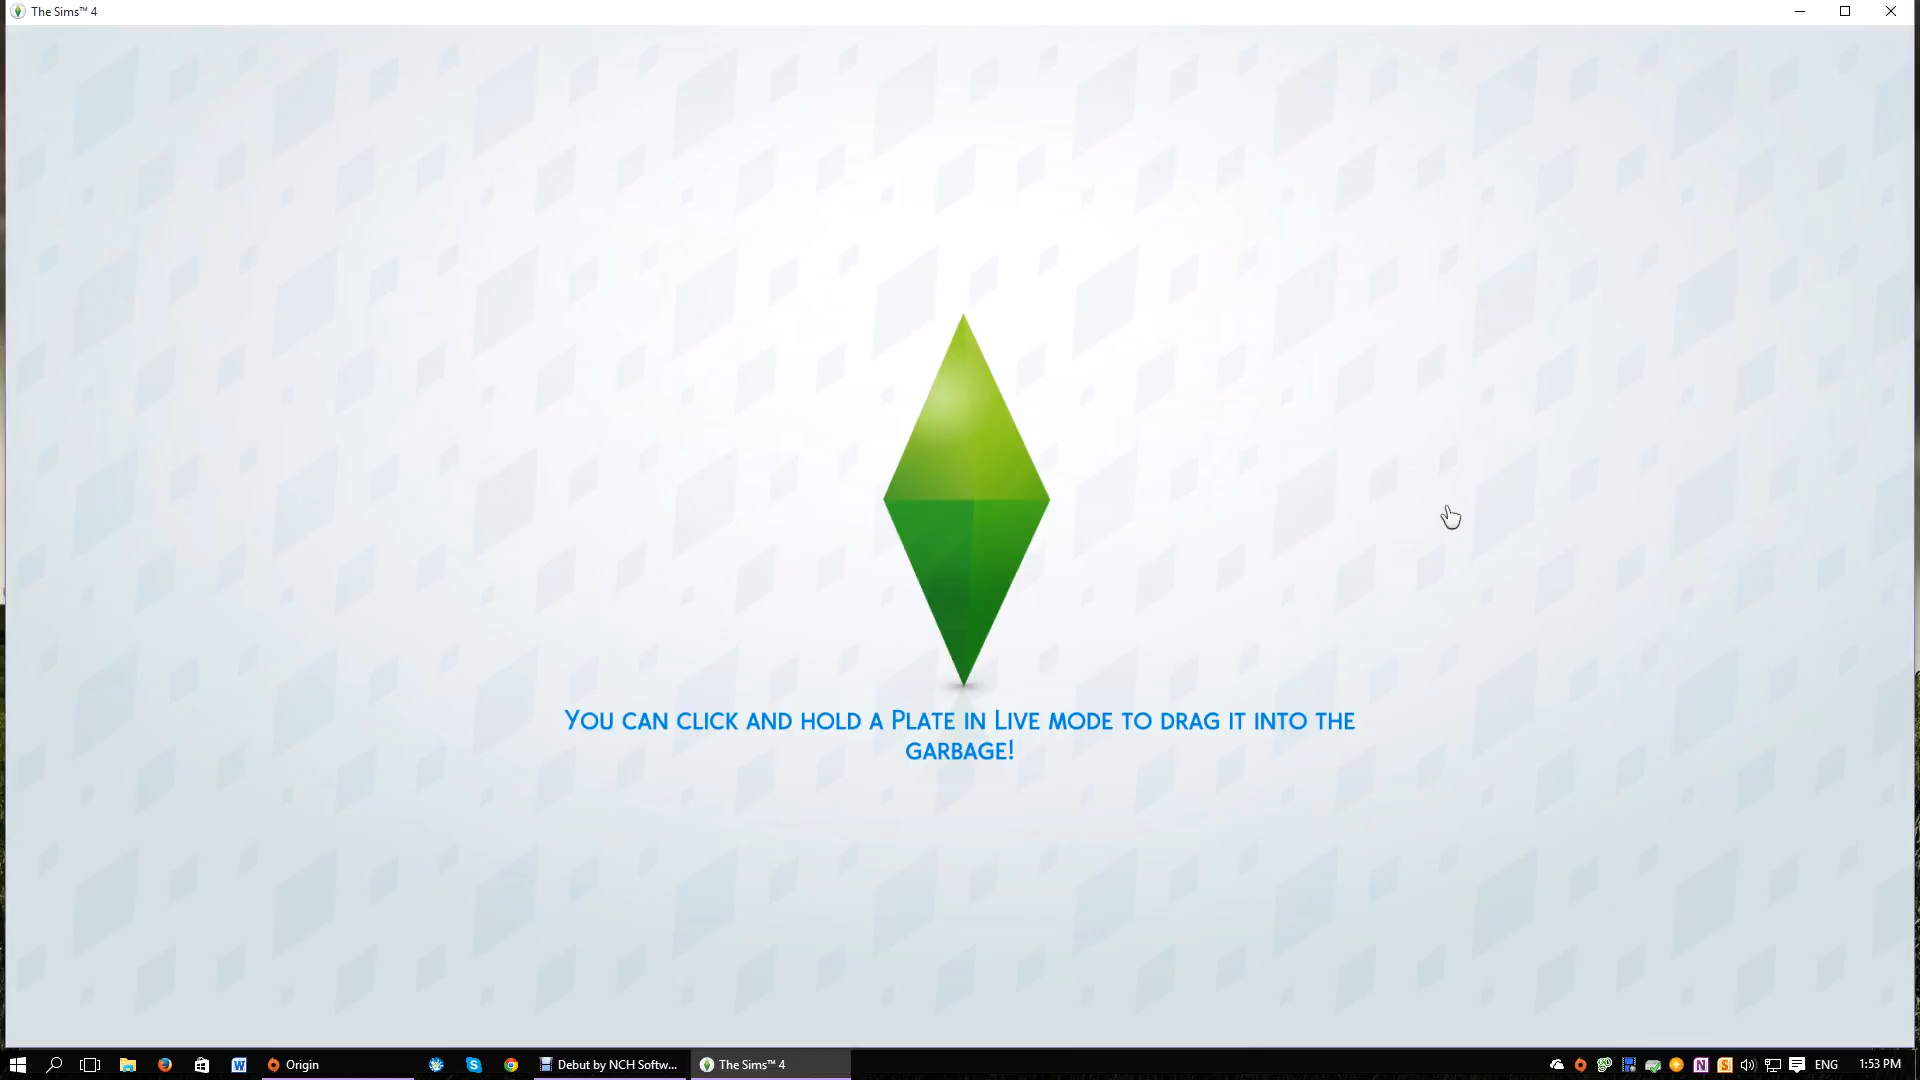 The Sims™ 4
You can click and hold a Plate in Live mode to drag it into the
garbage!
Origin
Debut by NCH Softw...
The Sims™ 4
ENG
1:53 PM